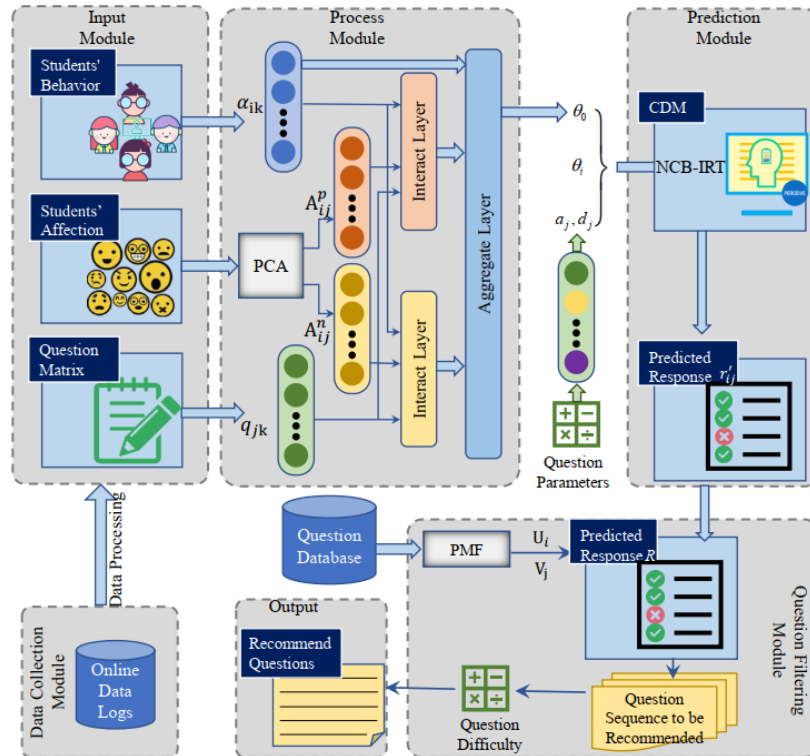 Input
Module
Students'
Behavior
Students'
Affection
Question
Matrix
Process
Module
α_ik
A^p_ij
PCA
A^n_ij
q_jk
Interact Layer
Interact Layer
Aggregate Layer
θ_0
θ_i
a_j, d_j
Question
Parameters
Prediction
Module
CDM
NCB-IRT
PERCEIVE
Predicted
Response r'_ij
Data Processing
Data Collection
Module
Online
Data
Logs
Question
Database
PMF
U_i
V_j
Predicted
Response R
Question Filtering
Module
Question
Sequence to be
Recommended
Question
Difficulty
Output
Recommend
Questions